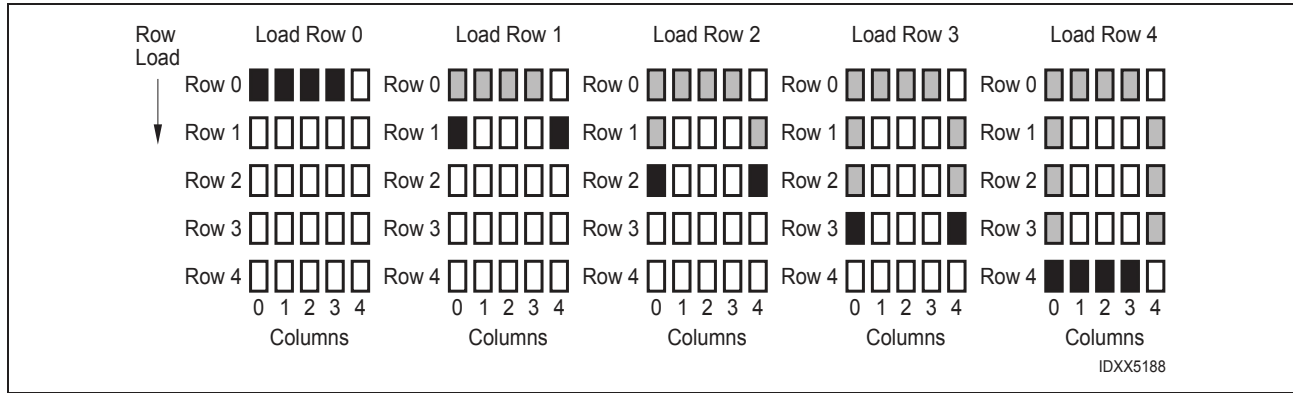 Row Load
Load Row 0
Load Row 1
Load Row 2
Load Row 3
Load Row 4
Row 0 Row 0 Row 0 Row 0 Row 0
Row 1 Row 1 Row 1 Row 1 Row 1
Row 2 Row 2 Row 2 Row 2 Row 2
Row 3 Row 3 Row 3 Row 3 Row 3
Row 4 Row 4 Row 4 Row 4 Row 4
0 1 2 3 4 0 1 2 3 4 0 1 2 3 4 0 1 2 3 4 0 1 2 3 4
Columns Columns Columns Columns Columns
IDXX5188